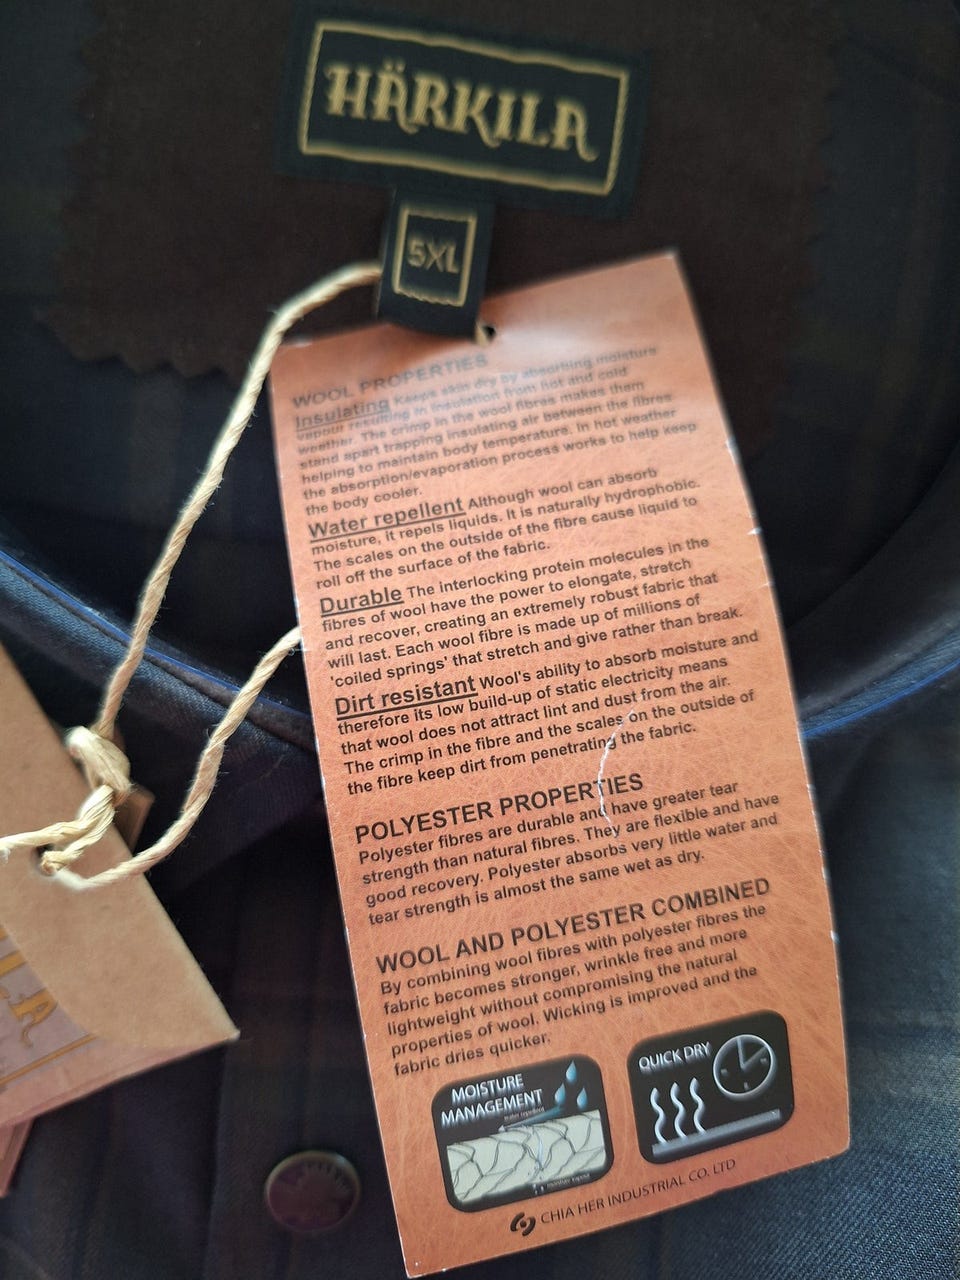 HÄRKILA
5XL
WOOL PROPERTIES
Insulating Keeps skin dry by absorbing moisture
vapour resulting in insulation from hot and cold
weather. The crimp in the wool fibres makes them
stand apart trapping insulating air between the fibres
helping to maintain body temperature. In hot weather
the absorption/evaporation process works to help keep
the body cooler.
Water repellent Although wool can absorb
moisture, it repels liquids. It is naturally hydrophobic.
The scales on the outside of the fibre cause liquid to
roll off the surface of the fabric.
Durable The interlocking protein molecules in the
fibres of wool have the power to elongate, stretch
and recover, creating an extremely robust fabric that
will last. Each wool fibre is made up of millions of
'coiled springs' that stretch and give rather than break.
Dirt resistant Wool's ability to absorb moisture and
therefore its low build-up of static electricity means
that wool does not attract lint and dust from the air.
The crimp in the fibre and the scales on the outside of
the fibre keep dirt from penetrating the fabric.
POLYESTER PROPERTIES
Polyester fibres are durable and have greater tear
strength than natural fibres. They are flexible and have
good recovery. Polyester absorbs very little water and
tear strength is almost the same wet as dry.
WOOL AND POLYESTER COMBINED
By combining wool fibres with polyester fibres the
fabric becomes stronger, wrinkle free and more
lightweight without compromising the natural
properties of wool. Wicking is improved and the
fabric dries quicker.
MOISTURE
MANAGEMENT
water repellent
moisture vapour
QUICK DRY
CHIA HER INDUSTRIAL CO. LTD